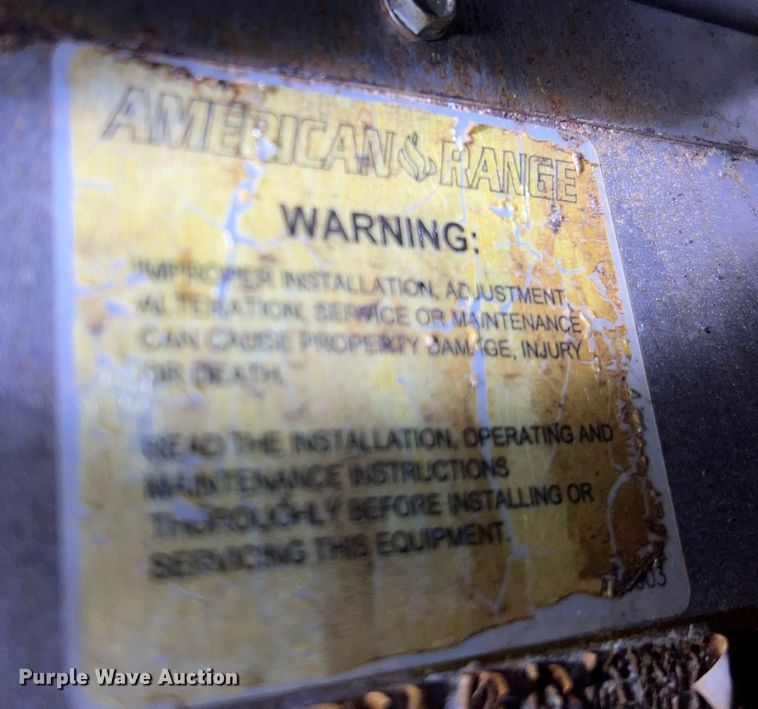 AMERICAN RANGE
WARNING:
IMPROPER INSTALLATION, ADJUSTMENT,
ALTERATION, SERVICE OR MAINTENANCE
CAN CAUSE PROPERTY DAMAGE, INJURY
OR DEATH.
READ THE INSTALLATION, OPERATING AND
MAINTENANCE INSTRUCTIONS
THOROUGHLY BEFORE INSTALLING OR
SERVICING THIS EQUIPMENT.
Purple Wave Auction